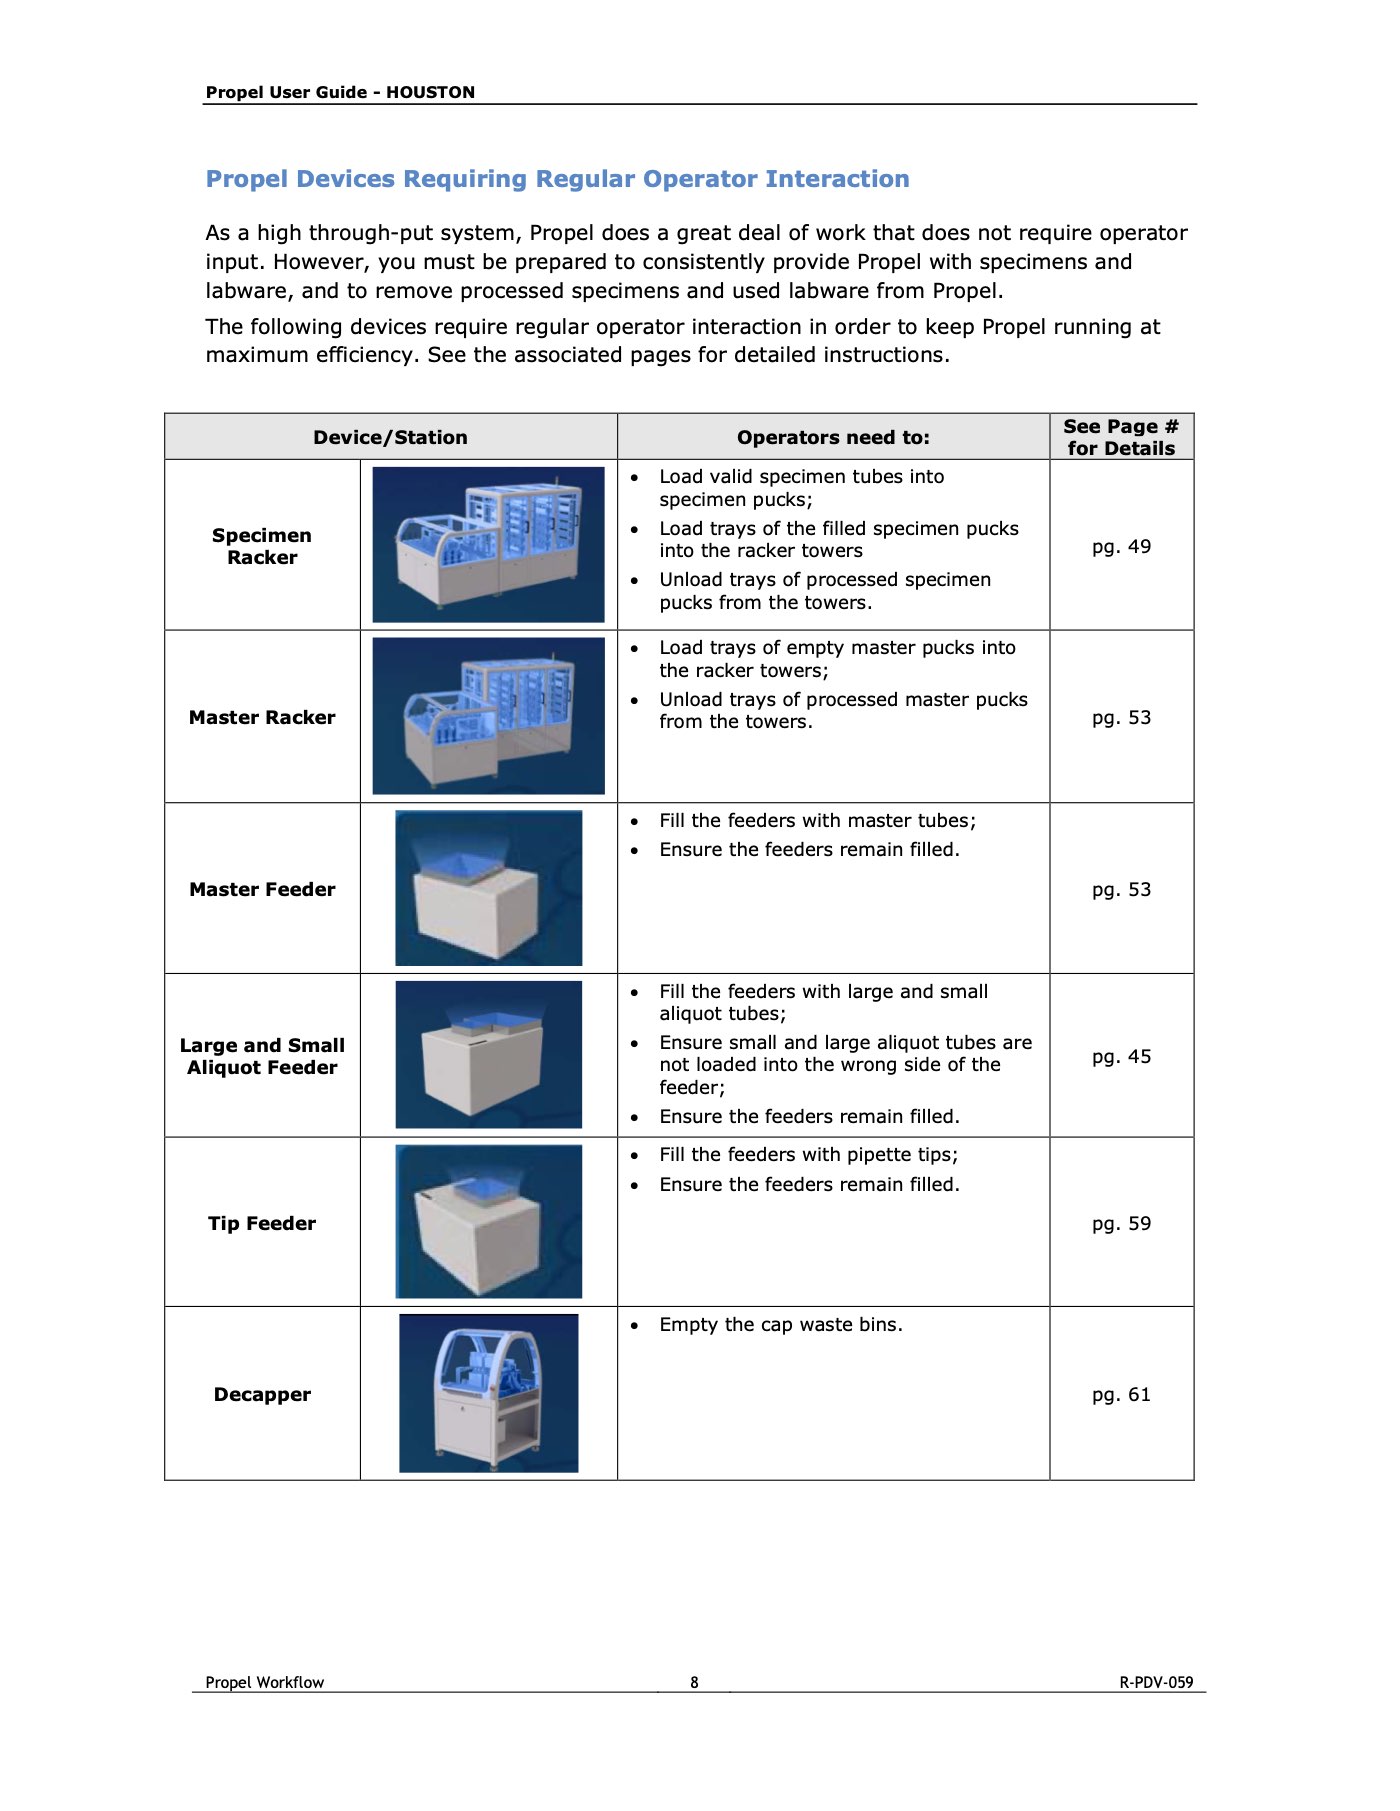 Propel User Guide - HOUSTON
Propel Devices Requiring Regular Operator Interaction
As a high through-put system, Propel does a great deal of work that does not require operator
input. However, you must be prepared to consistently provide Propel with specimens and
labware, and to remove processed specimens and used labware from Propel.
The following devices require regular operator interaction in order to keep Propel running at
maximum efficiency. See the associated pages for detailed instructions.
Device/Station
Operators need to:
See Page #
for Details
Specimen
Racker
• Load valid specimen tubes into
specimen pucks;
• Load trays of the filled specimen pucks
into the racker towers
• Unload trays of processed specimen
pucks from the towers.
pg. 49
Master Racker
• Load trays of empty master pucks into
the racker towers;
• Unload trays of processed master pucks
from the towers.
pg. 53
Master Feeder
• Fill the feeders with master tubes;
• Ensure the feeders remain filled.
pg. 53
Large and Small
Aliquot Feeder
• Fill the feeders with large and small
aliquot tubes;
• Ensure small and large aliquot tubes are
not loaded into the wrong side of the
feeder;
• Ensure the feeders remain filled.
pg. 45
Tip Feeder
• Fill the feeders with pipette tips;
• Ensure the feeders remain filled.
pg. 59
Decapper
• Empty the cap waste bins.
pg. 61
Propel Workflow
8
R-PDV-059